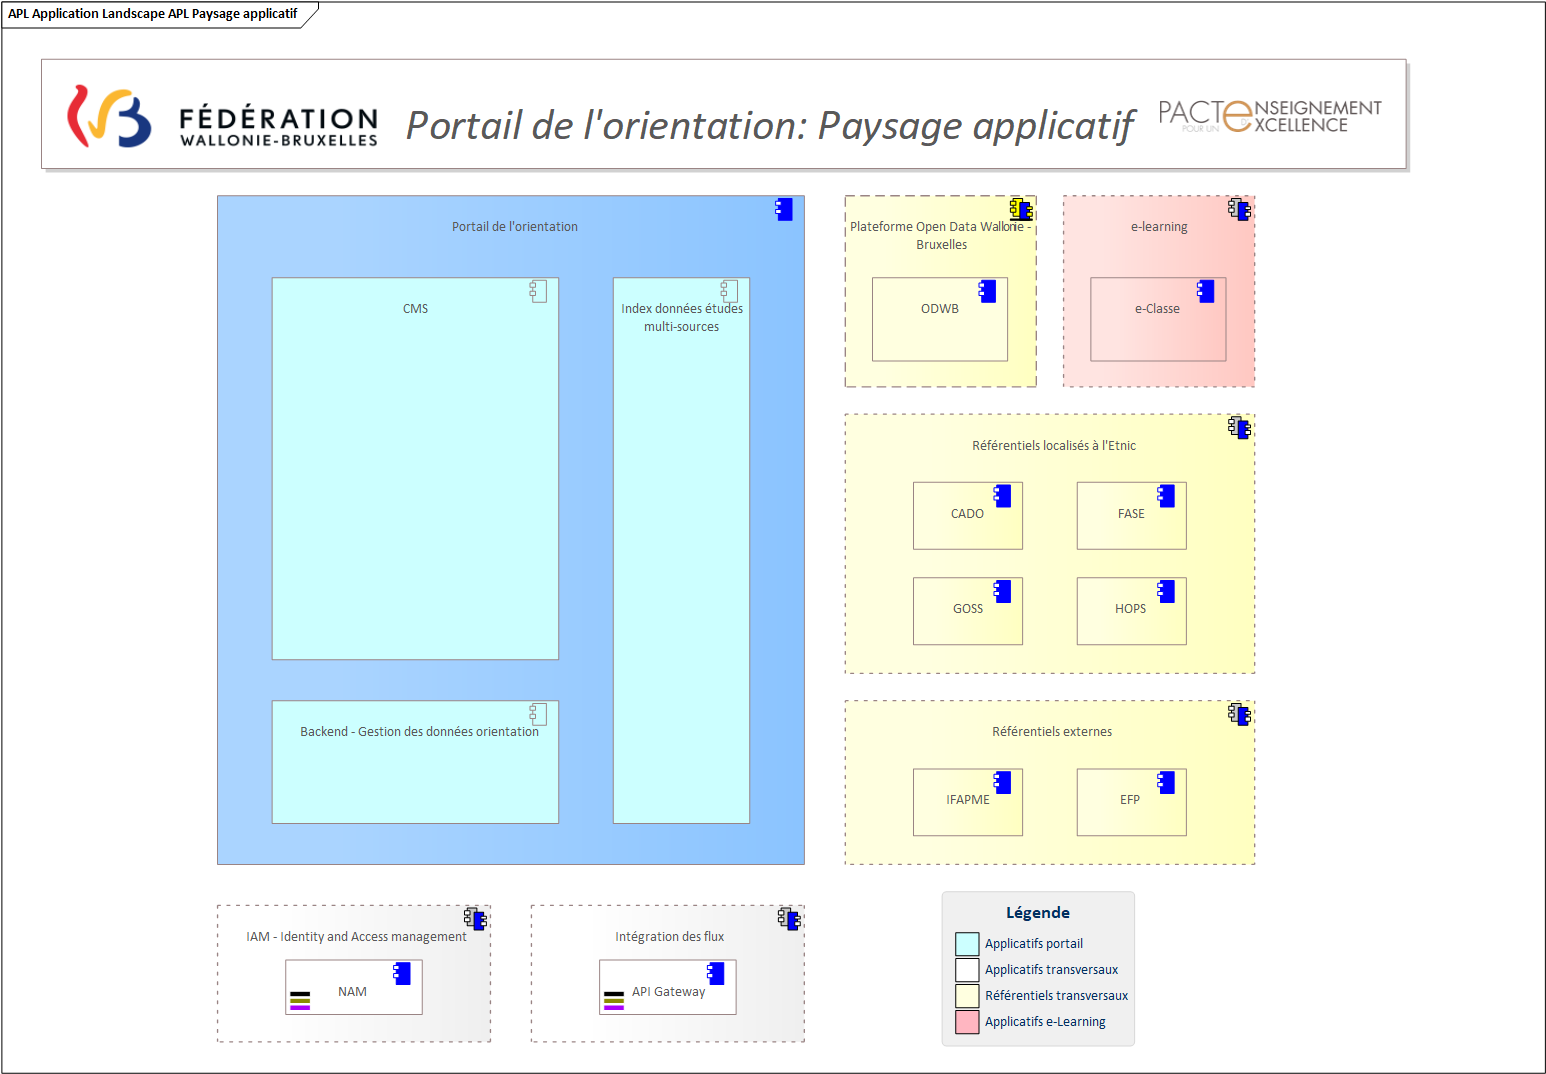 APL Application Landscape APL Paysage applicatif
FÉDÉRATION
WALLONIE-BRUXELLES
Portail de l'orientation: Paysage applicatif
PACTE NSEIGNEMENT
POUR UN D'EXCELLENCE
Portail de l'orientation
CMS
Index données études
multi-sources
Backend - Gestion des données orientation
Plateforme Open Data Wallonie -
Bruxelles
ODWB
e-learning
e-Classe
Référentiels localisés à l'Etnic
CADO
FASE
GOSS
HOPS
Référentiels externes
IFAPME
EFP
IAM - Identity and Access management
NAM
Intégration des flux
API Gateway
Légende
Applicatifs portail
Applicatifs transversaux
Référentiels transversaux
Applicatifs e-Learning